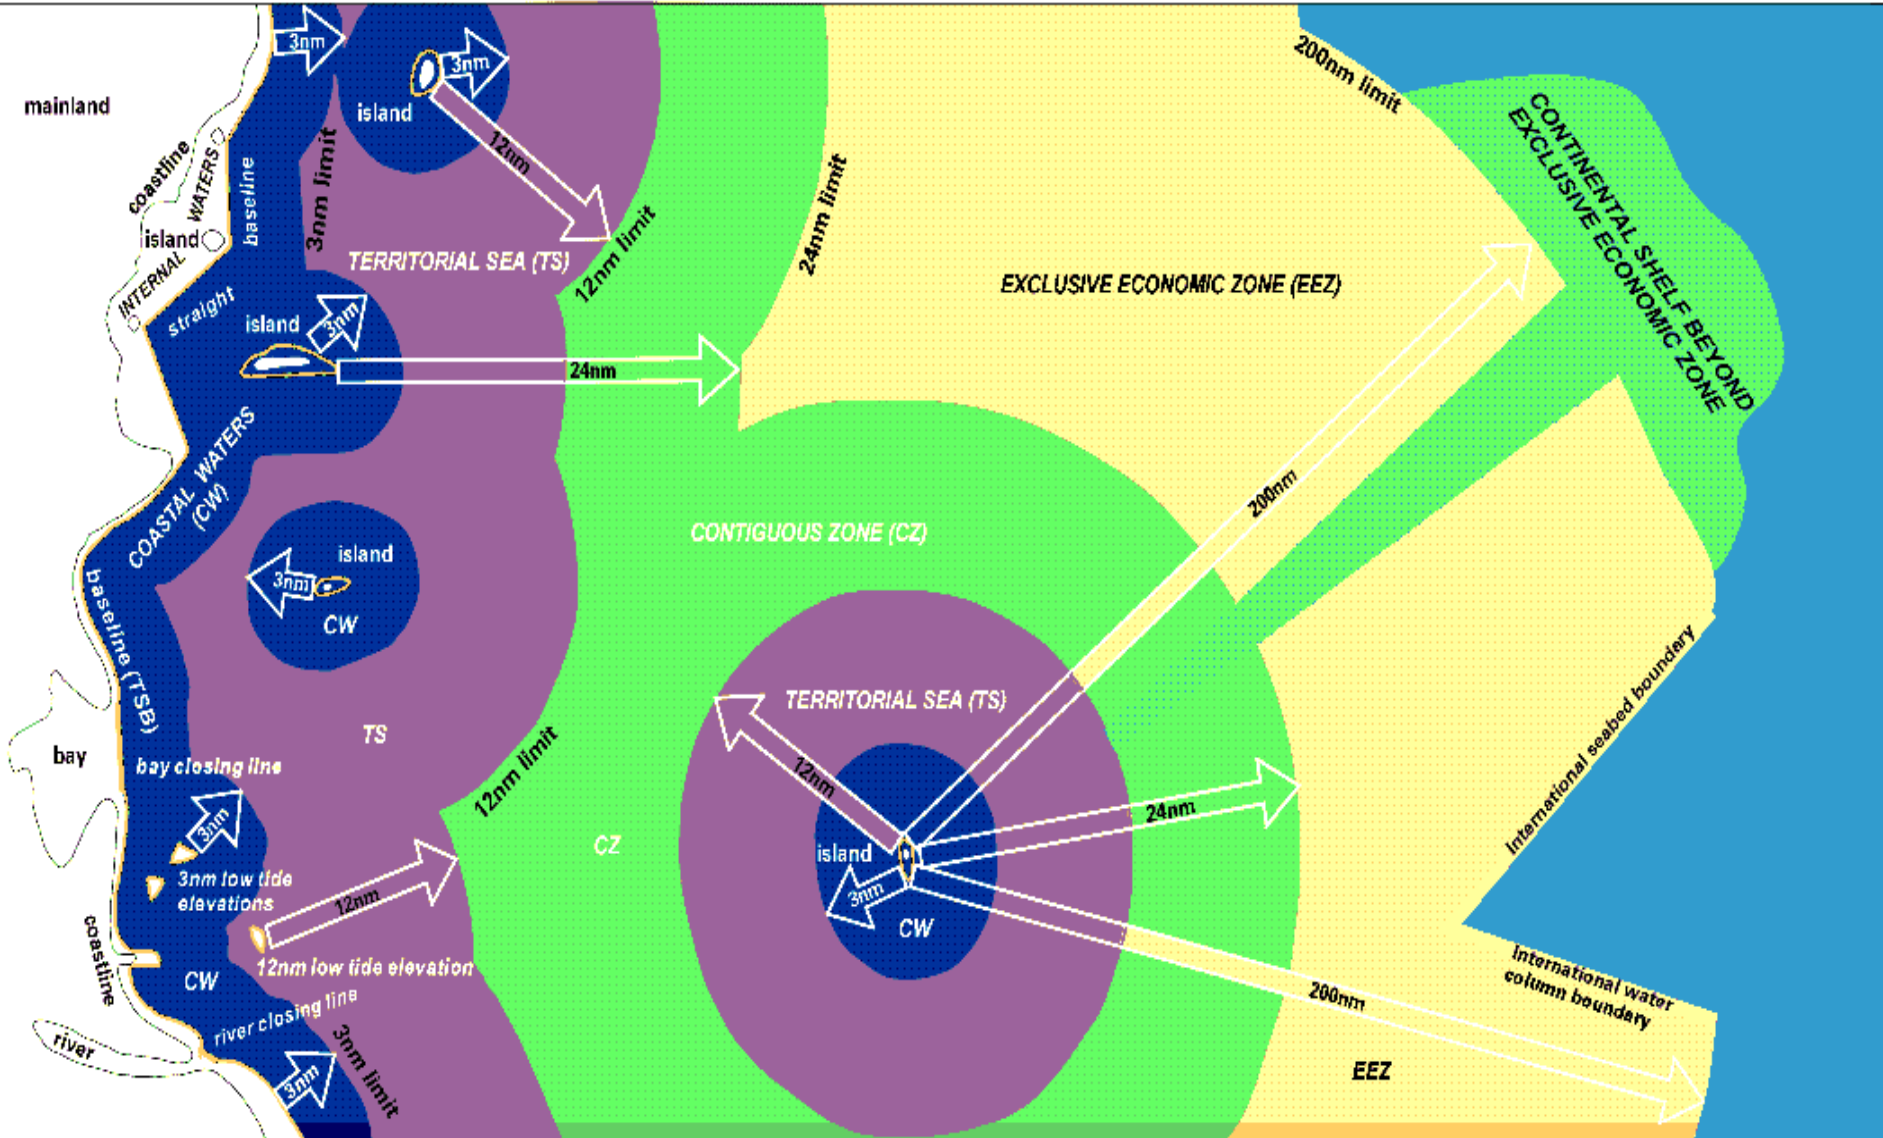 3nm
3nm
200nm limit
mainland
island
CONTINENTAL SHELF BEYOND
EXCLUSIVE ECONOMIC ZONE
12nm
coastline
WATERS
baseline
3nm limit
24nm limit
island
INTERNAL
TERRITORIAL SEA (TS)
12nm limit
EXCLUSIVE ECONOMIC ZONE (EEZ)
straight
island
3nm
24nm
COASTAL WATERS
(CW)
200nm
CONTIGUOUS ZONE (CZ)
island
3nm
CW
baseline (TSB)
International seabed boundary
TERRITORIAL SEA (TS)
TS
bay
bay closing line
12nm limit
12nm
24nm
3nm
CZ
island
3nm
3nm low tide
elevations
12nm
CW
coastline
12nm low tide elevation
CW
International water
column boundary
200nm
river closing line
river
3nm limit
3nm
EEZ